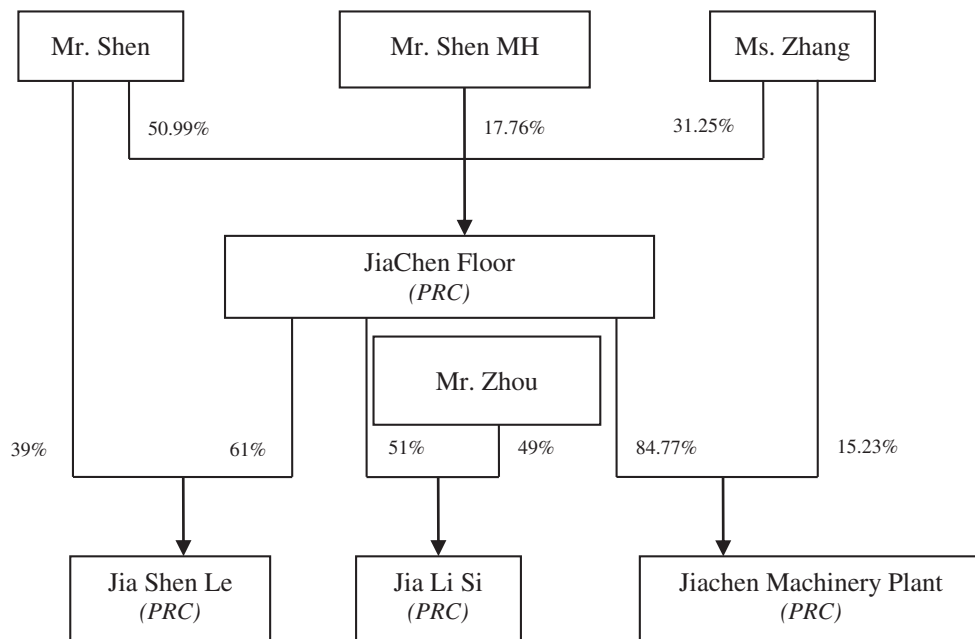 Mr. Shen
Mr. Shen MH
Ms. Zhang
50.99%
17.76%
31.25%
JiaChen Floor
(PRC)
Mr. Zhou
39%
61%
51%
49%
84.77%
15.23%
Jia Shen Le
(PRC)
Jia Li Si
(PRC)
Jiachen Machinery Plant
(PRC)